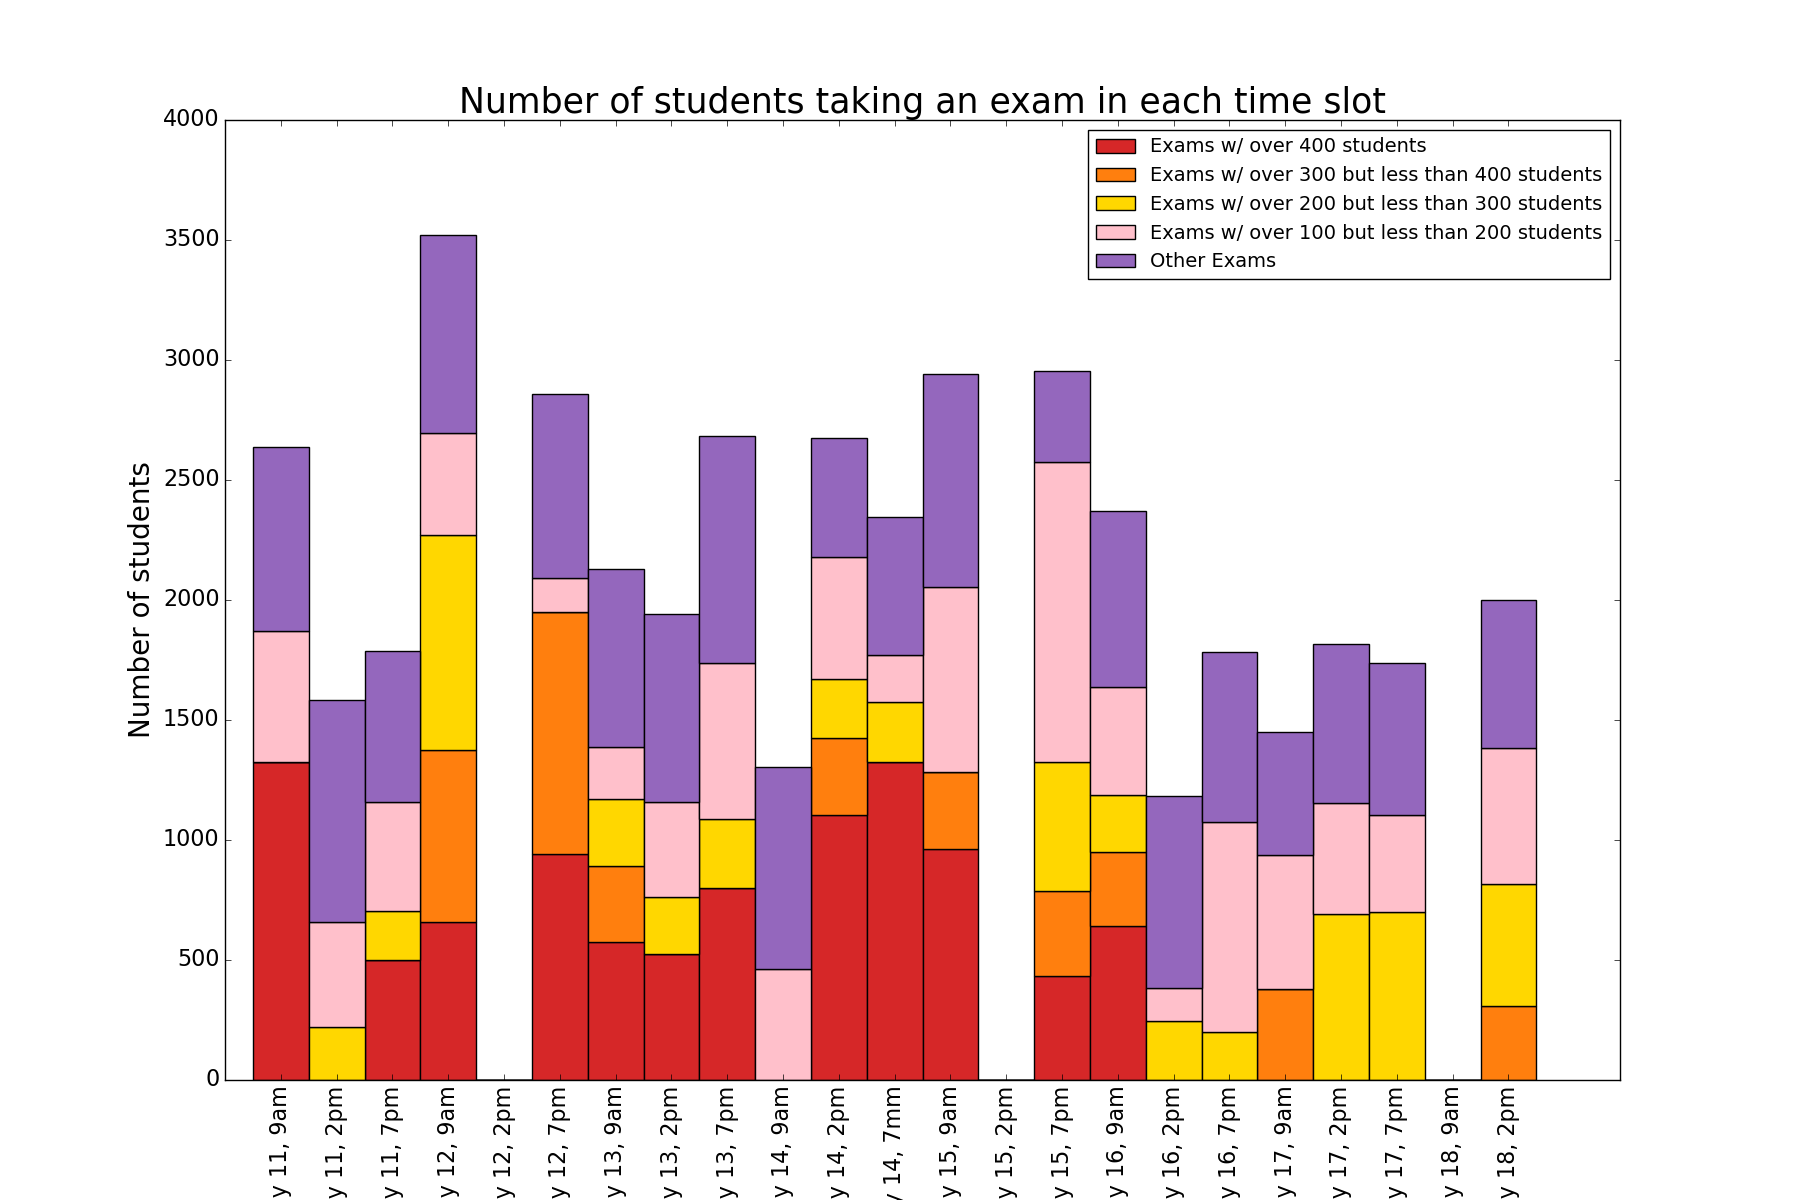 Number of students taking an exam in each time slot
Number of students
4000
3500
3000
2500
2000
1500
1000
500
0
Exams w/ over 400 students
Exams w/ over 300 but less than 400 students
Exams w/ over 200 but less than 300 students
Exams w/ over 100 but less than 200 students
Other Exams
y 11, 9am
y 11, 2pm
y 11, 7pm
y 12, 9am
y 12, 2pm
y 12, 7pm
y 13, 9am
y 13, 2pm
y 13, 7pm
y 14, 9am
y 14, 2pm
y 14, 7mm
y 15, 9am
y 15, 2pm
y 15, 7pm
y 16, 9am
y 16, 2pm
y 16, 7pm
y 17, 9am
y 17, 2pm
y 17, 7pm
y 18, 9am
y 18, 2pm